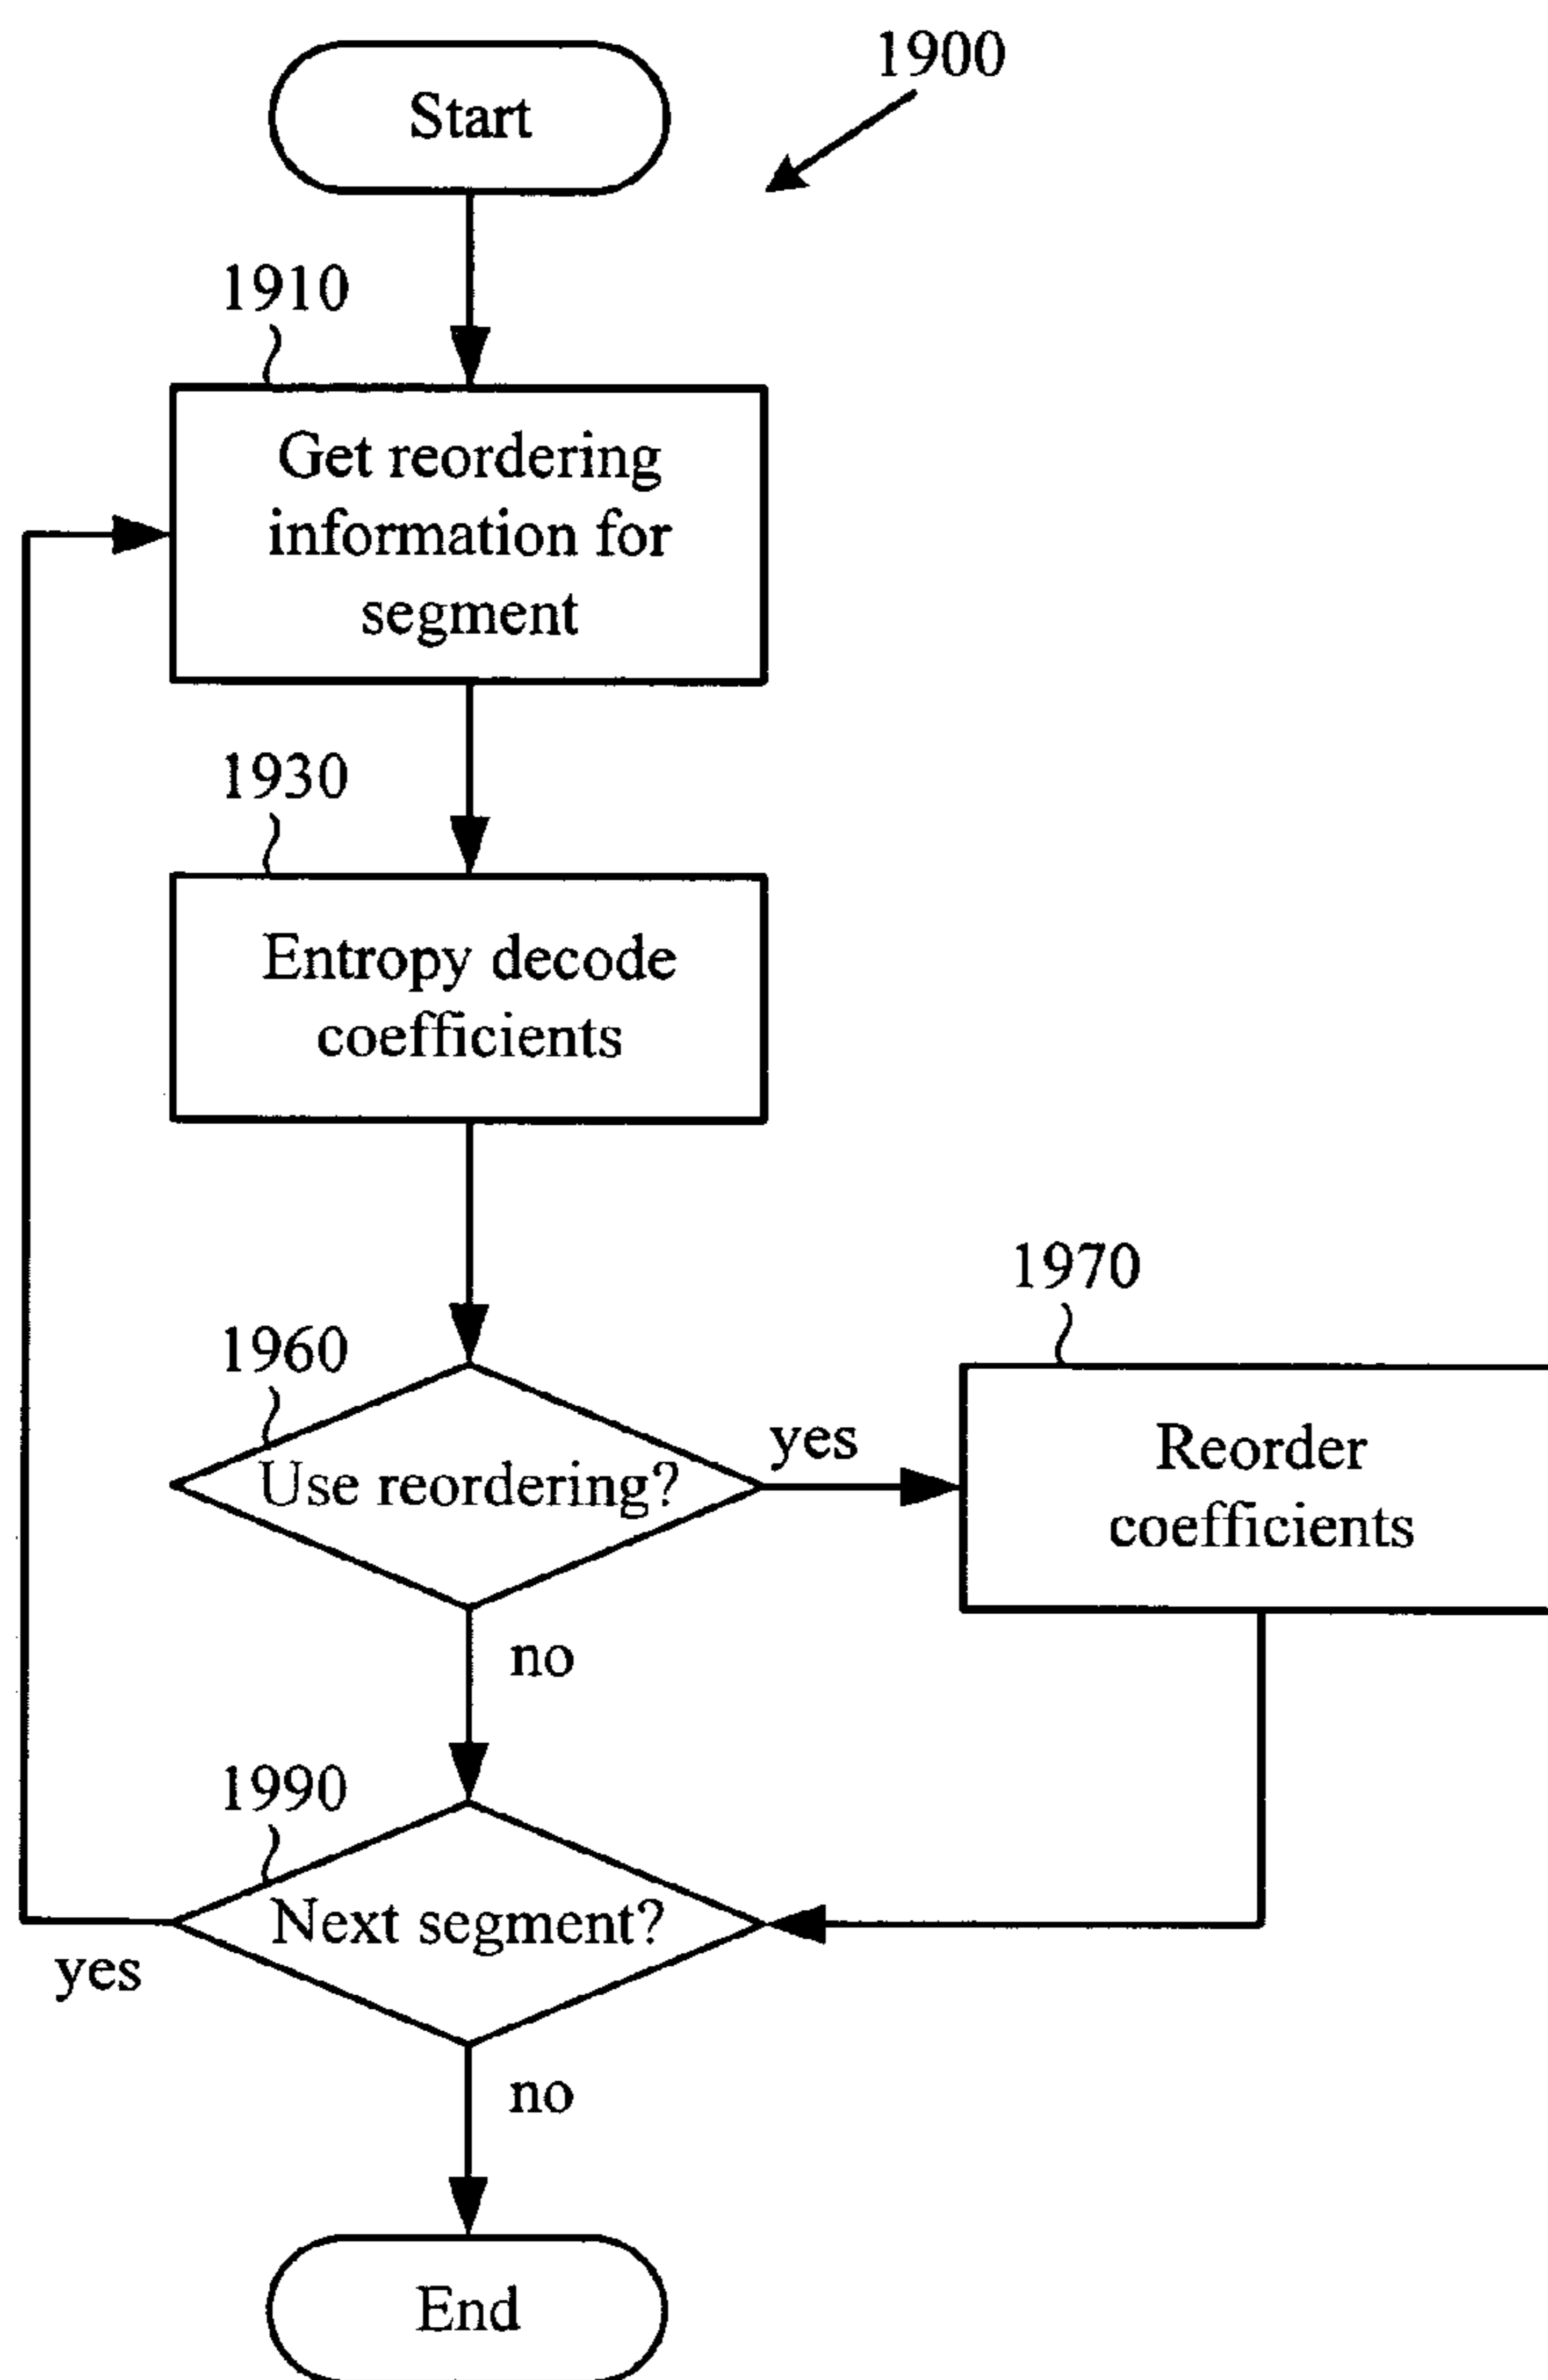 1900
Start
1910
Get reordering
information for
segment
1930
Entropy decode
coefficients
1970
1960
yes
Use reordering?
Reorder
coefficients
no
1990
Next segment?
yes
no
End